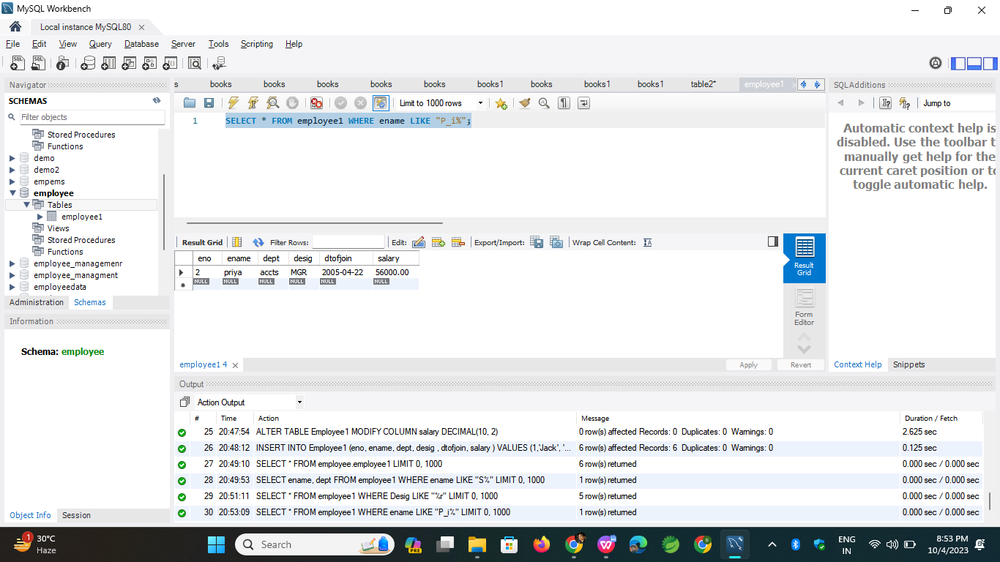 MySQL Workbench
Local instance MySQL80
File Edit View Query Database Server Tools Scripting Help
Navigator
SCHEMAS
Filter objects
Stored Procedures
Functions
demo
demo2
empems
employee
Tables
employee1
Views
Stored Procedures
Functions
employee_managemenr
employee_managment
employeedata
Administration Schemas
Information
Schema: employee
Object Info Session
s books books books books books books1 books books1 books1 table2* employee1
Limit to 1000 rows
1 SELECT * FROM employee1 WHERE ename LIKE "P_i%";
Result Grid Filter Rows: Edit: Export/Import: Wrap Cell Content:
eno ename dept desig dtofjoin salary
2 priya accts MGR 2005-04-22 56000.00
NULL NULL NULL NULL NULL NULL
Result Grid
Form Editor
employee1 4 Apply Revert
SQLAdditions
Jump to
Automatic context help is
disabled. Use the toolbar t
manually get help for the
current caret position or to
toggle automatic help.
Context Help Snippets
Output
Action Output
# Time Action Message Duration / Fetch
25 20:47:54 ALTER TABLE Employee1 MODIFY COLUMN salary DECIMAL(10, 2) 0 row(s) affected Records: 0 Duplicates: 0 Warnings: 0 2.625 sec
26 20:48:12 INSERT INTO Employee1 (eno, ename, dept, desig , dtofjoin, salary ) VALUES (1,'Jack', '... 6 row(s) affected Records: 6 Duplicates: 0 Warnings: 0 0.125 sec
27 20:49:10 SELECT * FROM employee.employee1 LIMIT 0, 1000 6 row(s) returned 0.000 sec / 0.000 sec
28 20:49:53 SELECT ename, dept FROM employee1 WHERE ename LIKE "S%" LIMIT 0, 1000 1 row(s) returned 0.000 sec / 0.000 sec
29 20:51:11 SELECT * FROM employee1 WHERE Desig LIKE "%r" LIMIT 0, 1000 5 row(s) returned 0.000 sec / 0.000 sec
30 20:53:09 SELECT * FROM employee1 WHERE ename LIKE "P_i%" LIMIT 0, 1000 1 row(s) returned 0.000 sec / 0.000 sec
1
30°C
Haze
Search
PRE
ENG
IN
8:53 PM
10/4/2023